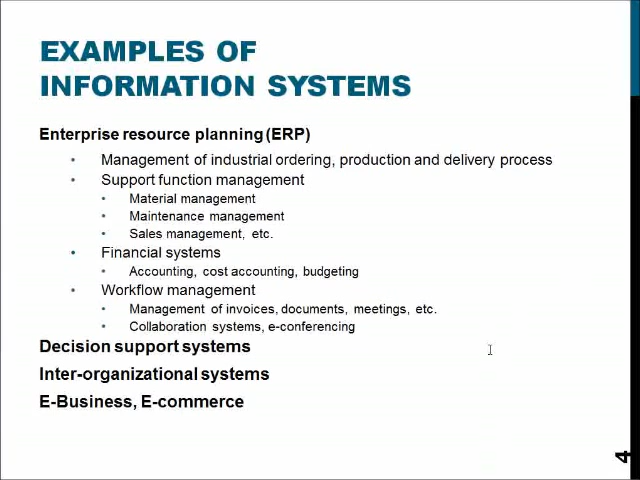 EXAMPLES OF
INFORMATION SYSTEMS
Enterprise resource planning (ERP)
• Management of industrial ordering, production and delivery process
• Support function management
• Material management
• Maintenance management
• Sales management, etc.
• Financial systems
• Accounting, cost accounting, budgeting
• Workflow management
• Management of invoices, documents, meetings, etc.
• Collaboration systems, e-conferencing
Decision support systems
Inter-organizational systems
E-Business, E-commerce
4